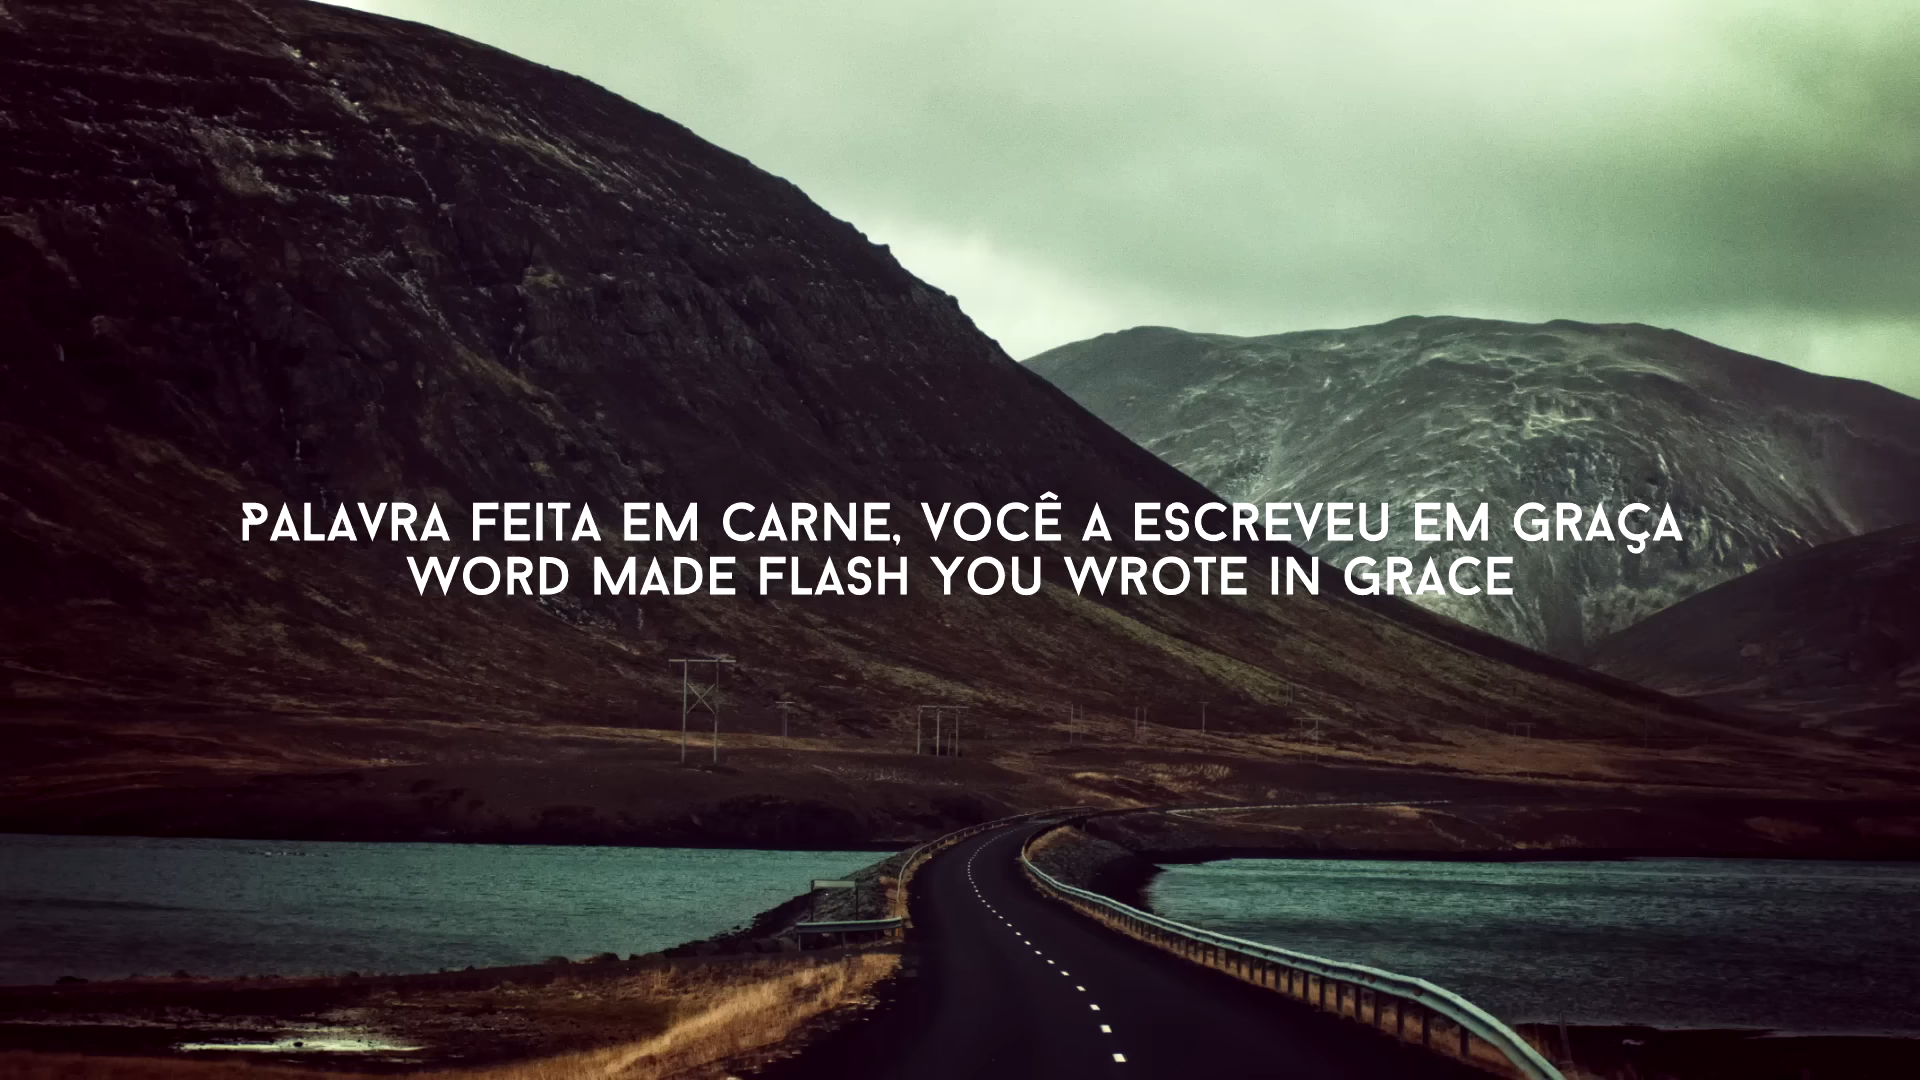 PALAVRA FEITA EM CARNE, VOCÊ A ESCREVEU EM GRAÇA
WORD MADE FLASH YOU WROTE IN GRACE